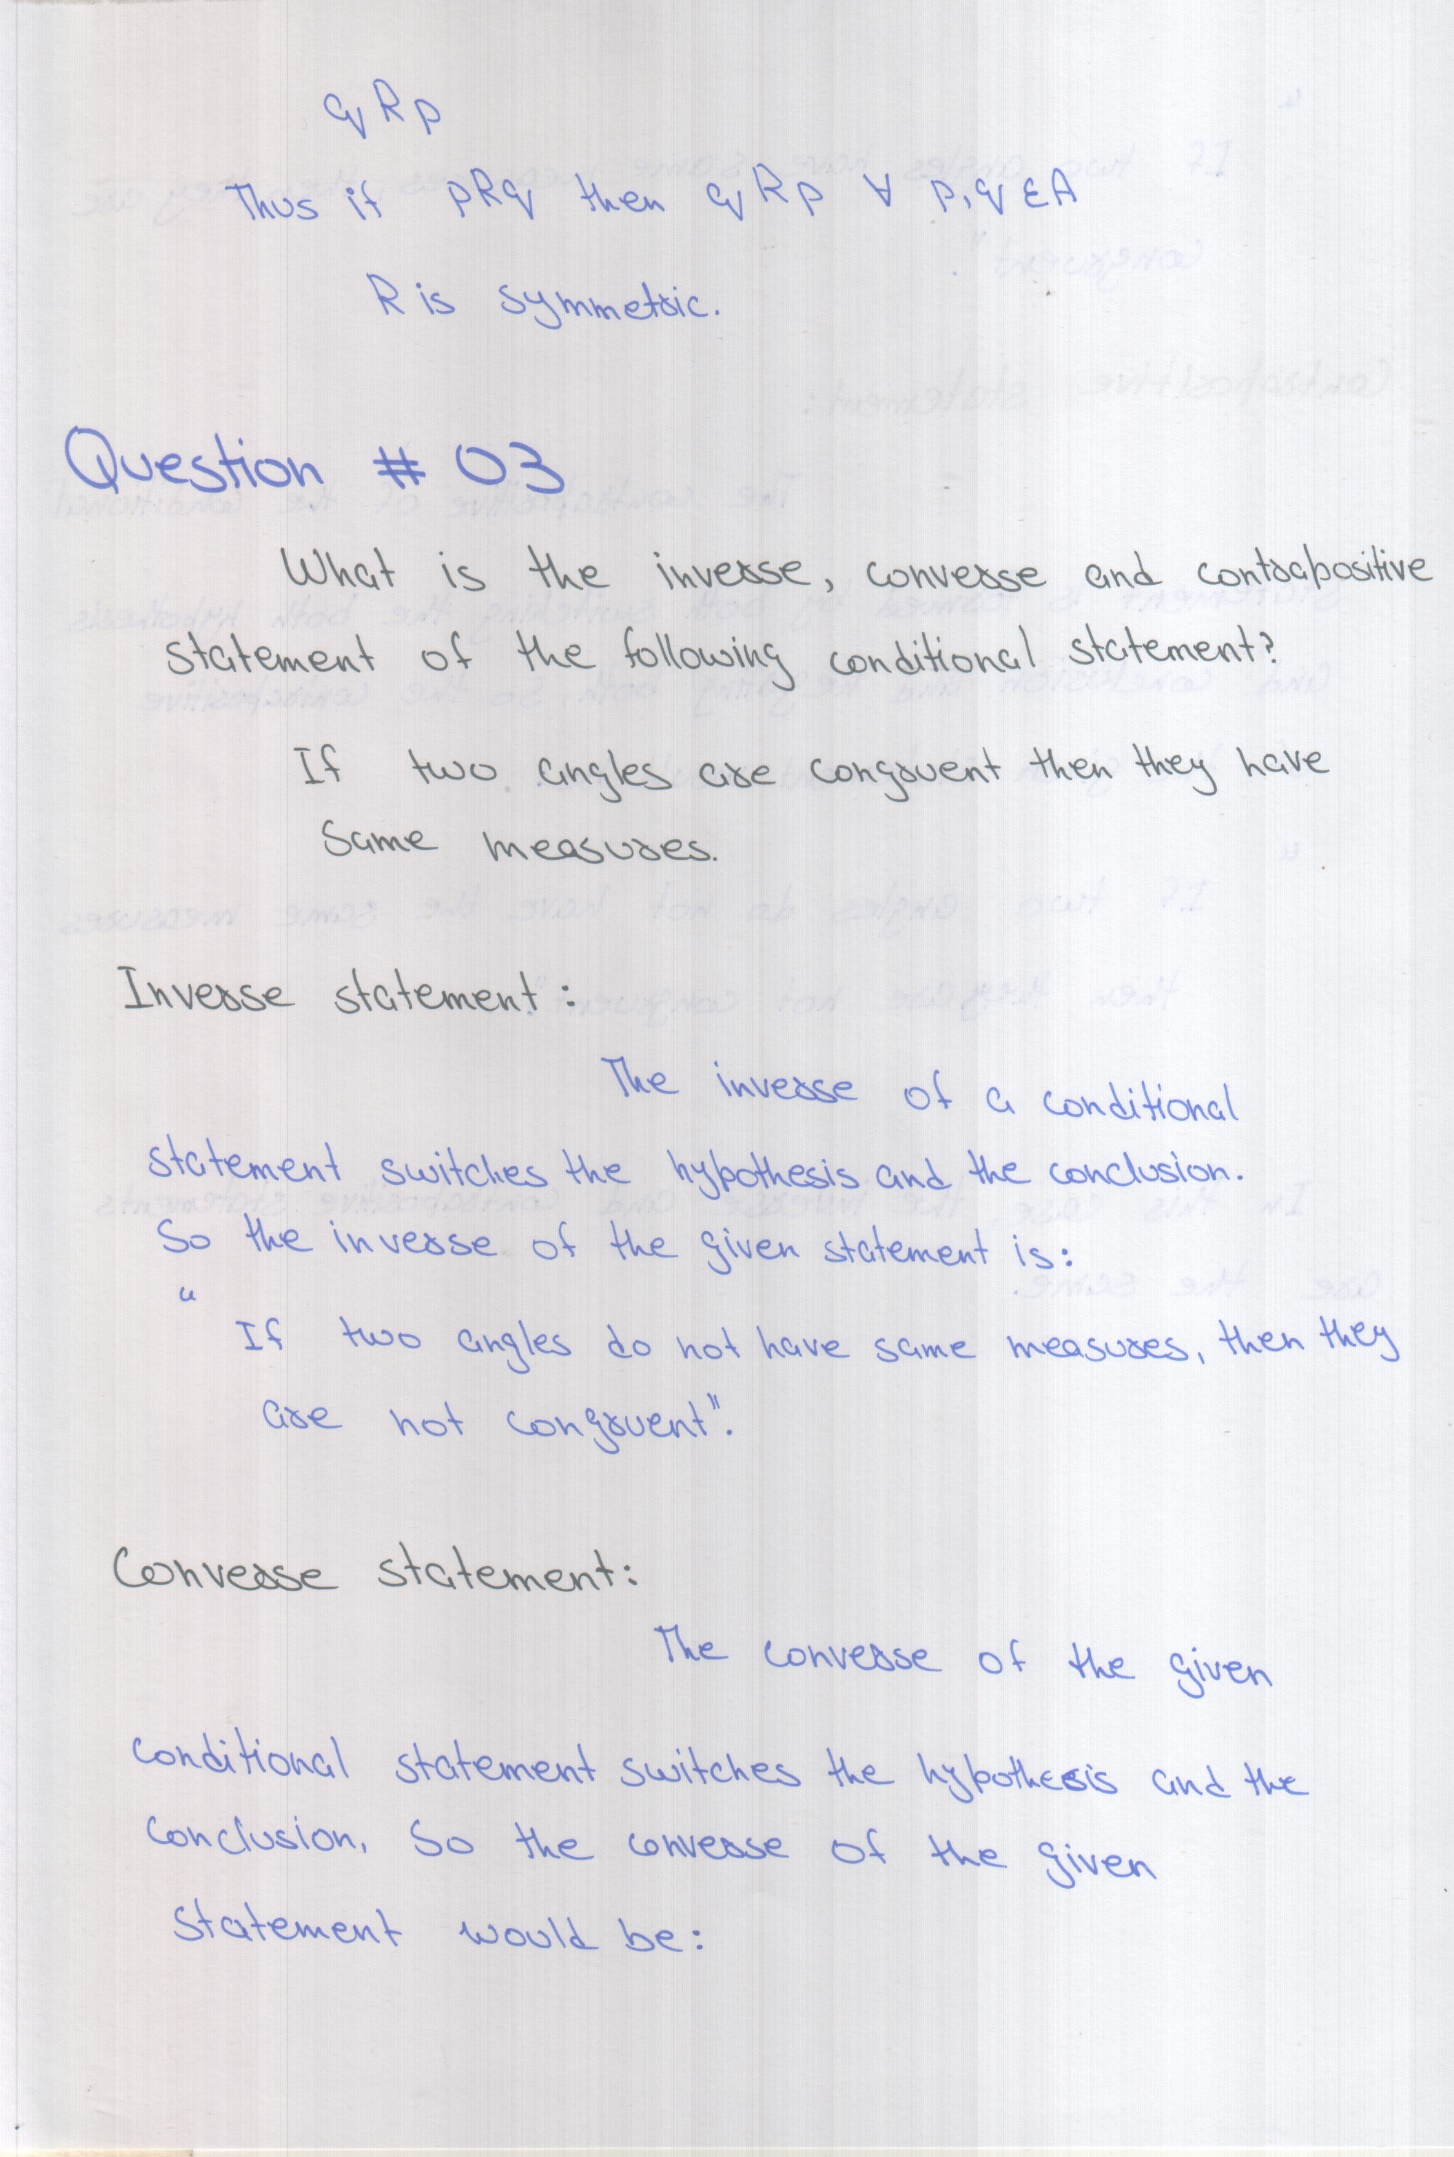 q R p
Thus if pRq then q R p ∀ p, q ε A
R is symmetric.
Question # 03
What is the inverse, converse and contrapositive
statement of the following conditional statement?
If two angles are congruent then they have
same measures.
Inverse statement:
The inverse of a conditional
statement switches the hypothesis and the conclusion.
So the inverse of the given statement is:
"
If two angles do not have same measures, then they
are not congruent".
Converse statement:
The converse of the given
conditional statement switches the hypothesis and the
conclusion. So the converse of the given
statement would be: